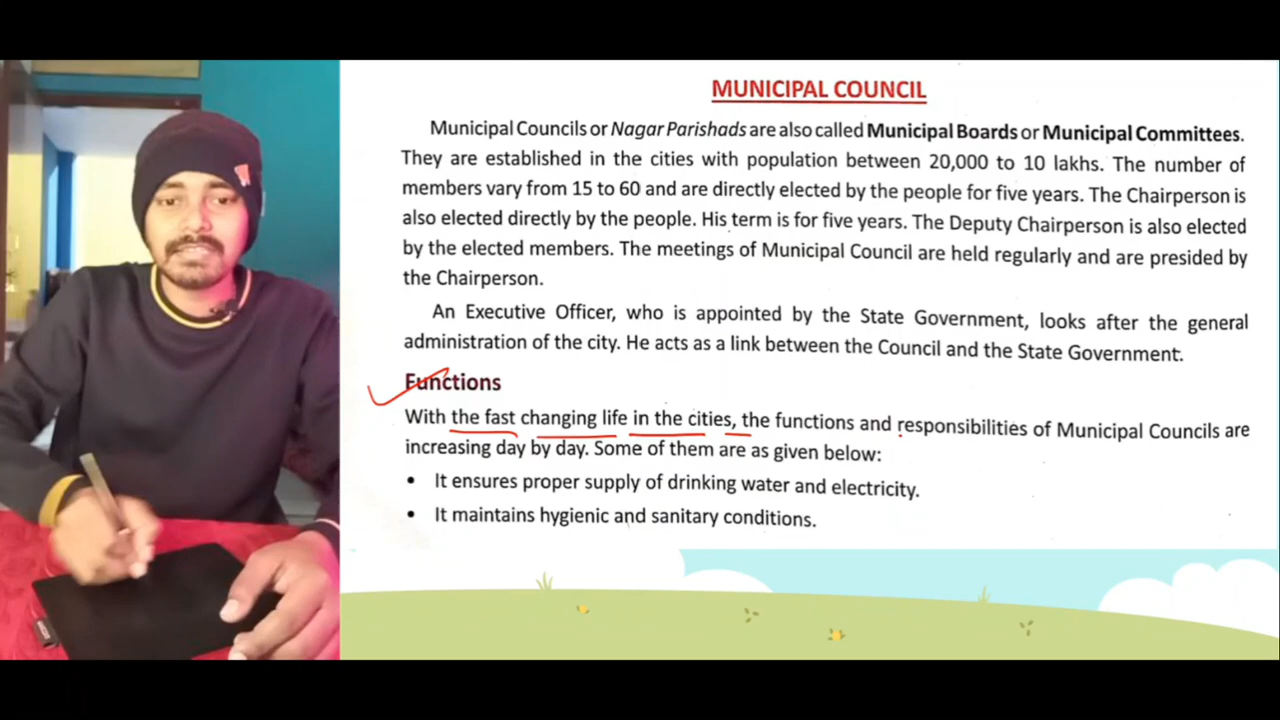 MUNICIPAL COUNCIL
Municipal Councils or Nagar Parishads are also called Municipal Boards or Municipal Committees.
They are established in the cities with population between 20,000 to 10 lakhs. The number of
members vary from 15 to 60 and are directly elected by the people for five years. The Chairperson is
also elected directly by the people. His term is for five years. The Deputy Chairperson is also elected
by the elected members. The meetings of Municipal Council are held regularly and are presided by
the Chairperson.
An Executive Officer, who is appointed by the State Government, looks after the general
administration of the city. He acts as a link between the Council and the State Government.
Functions
With the fast changing life in the cities, the functions and responsibilities of Municipal Councils are
increasing day by day. Some of them are as given below:
• It ensures proper supply of drinking water and electricity.
• It maintains hygienic and sanitary conditions.